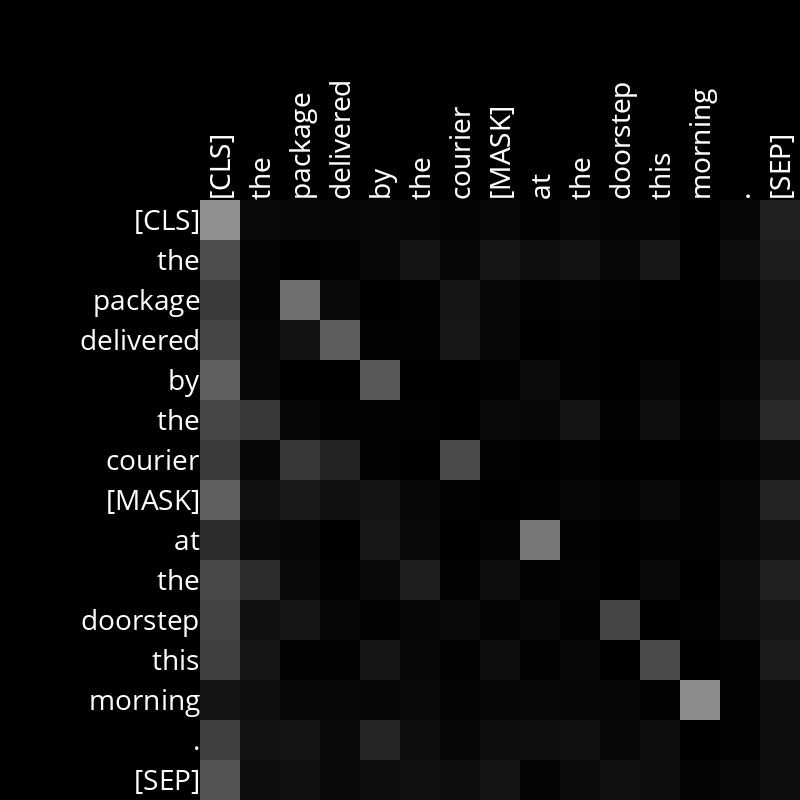 [CLS]
the
package
delivered
by
the
courier
[MASK]
at
the
doorstep
this
morning
.
[SEP]
[CLS]
the
package
delivered
by
the
courier
[MASK]
at
the
doorstep
this
morning
.
[SEP]